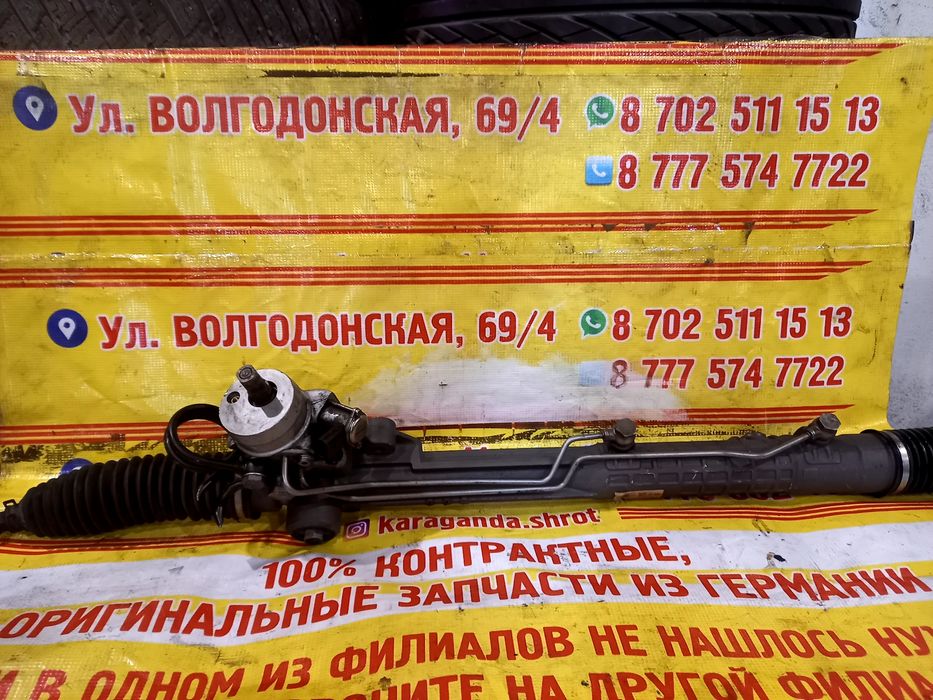 Ул. ВОЛГОДОНСКАЯ, 69/4
8 702 511 15 13
8 777 574 7722
Ул. ВОЛГОДОНСКАЯ, 69/4
8 702 511 15 13
8 777 574 7722
karaganda.shrot
100% КОНТРАКТНЫЕ,
ОРИГИНАЛЬНЫЕ ЗАПЧАСТИ ИЗ ГЕРМАНИИ
В ОДНОМ ИЗ ФИЛИАЛОВ НЕ НАШЛОСЬ
НА ДРУГОЙ